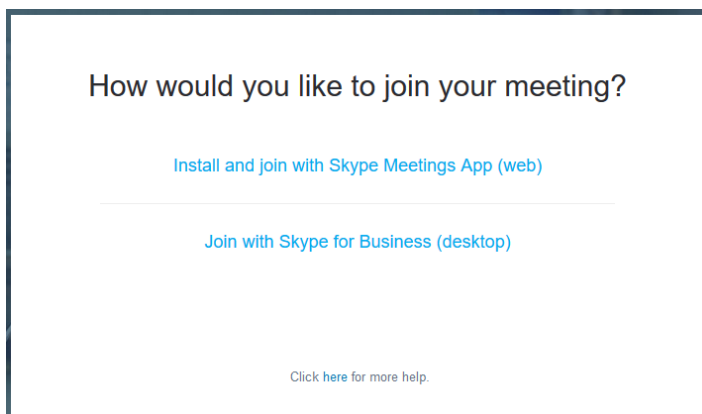 How would you like to join your meeting?
Install and join with Skype Meetings App (web)
Join with Skype for Business (desktop)
Click here for more help.